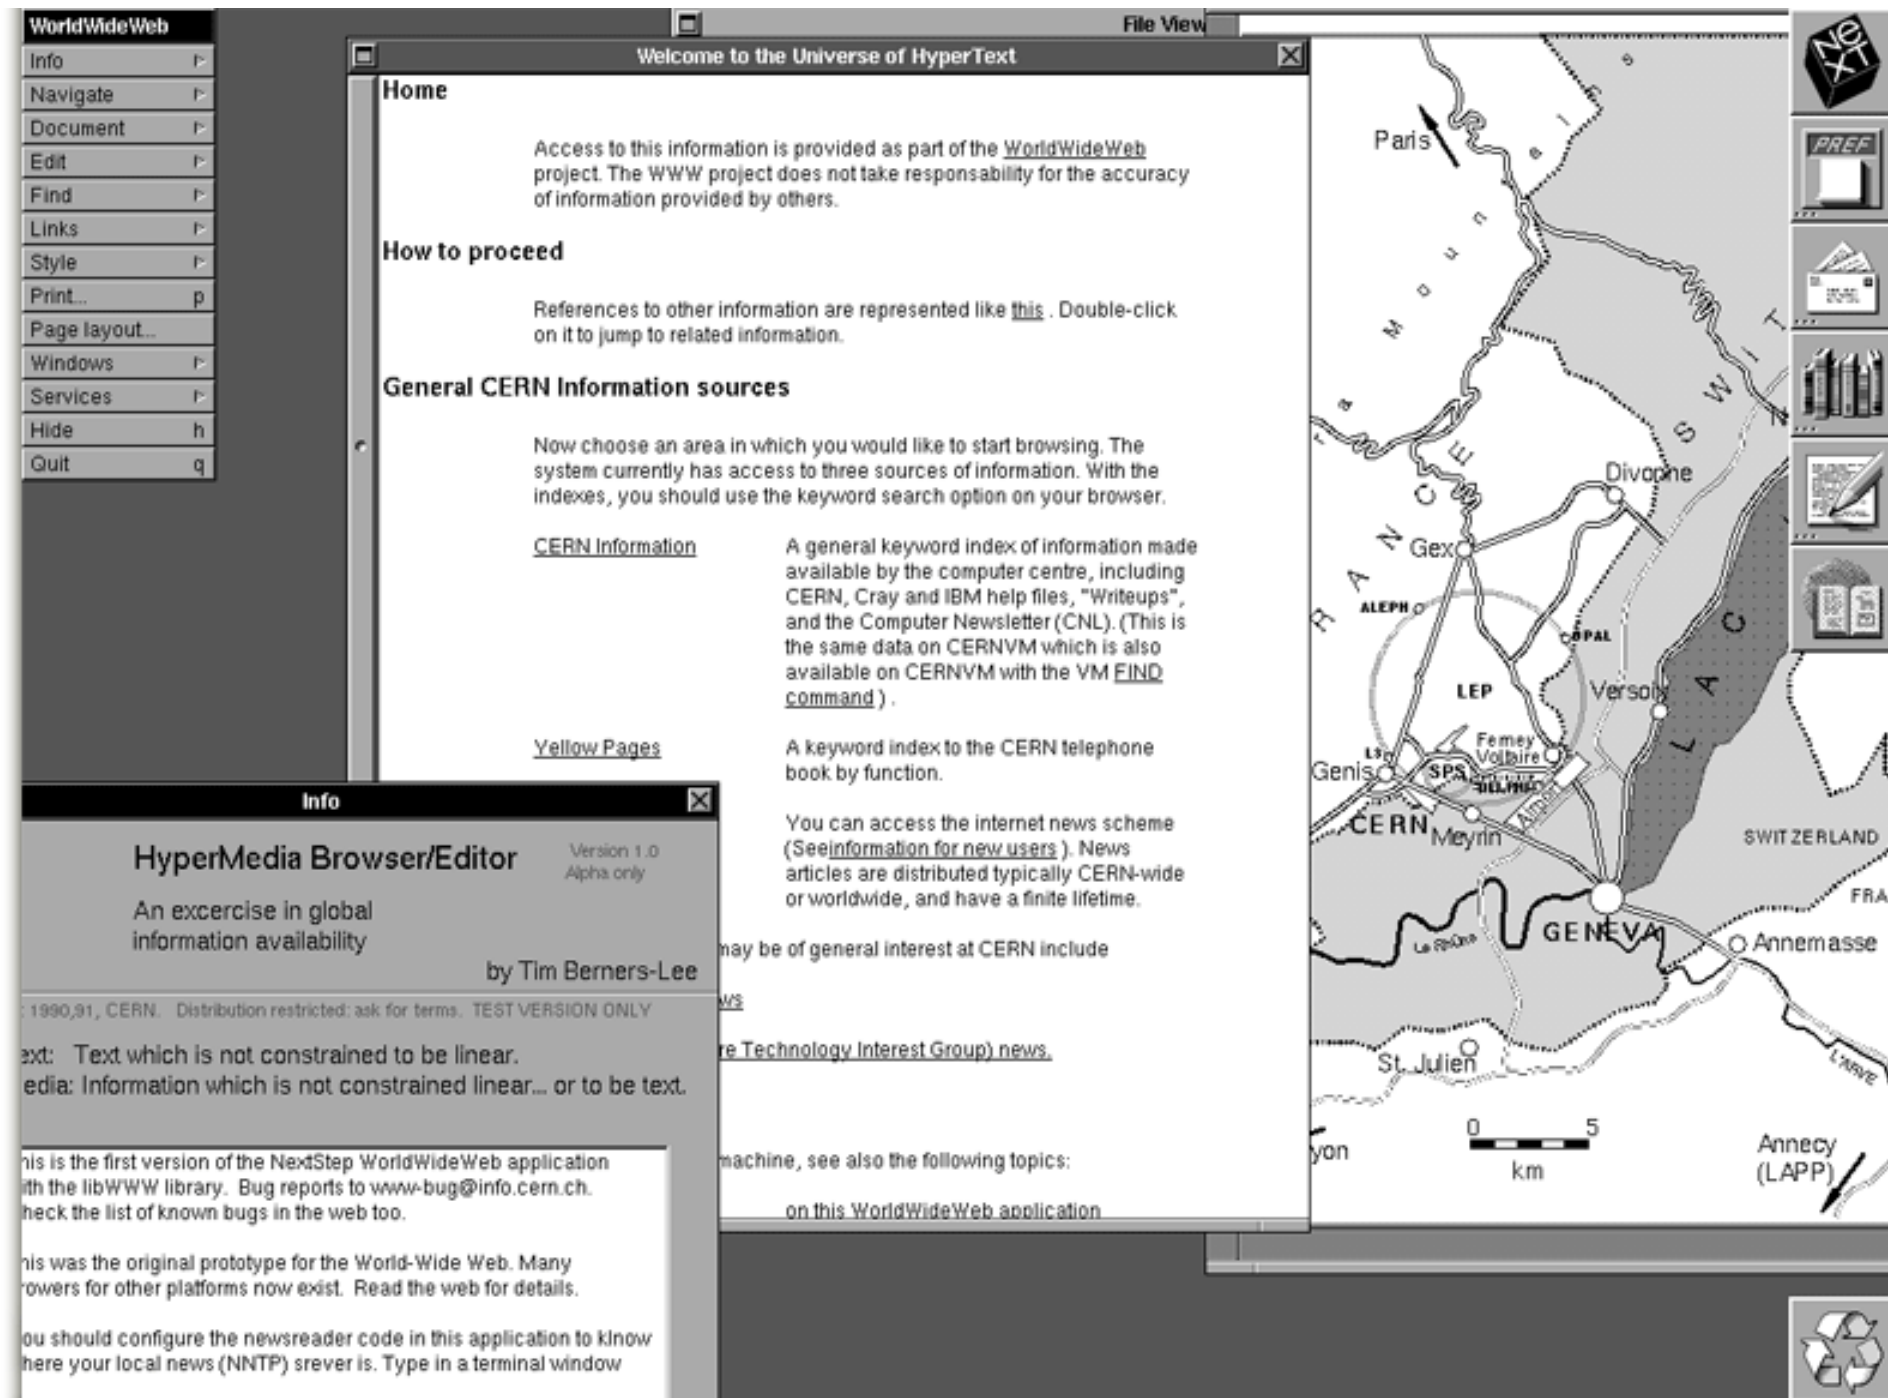 WorldWideWeb
Info
Navigate
Document
Edit
Find
Links
Style
Print... p
Page layout...
Windows
Services
Hide h
Quit q
File View
Welcome to the Universe of HyperText
Home
Access to this information is provided as part of the WorldWideWeb
project. The WWW project does not take responsability for the accuracy
of information provided by others.
How to proceed
References to other information are represented like this . Double-click
on it to jump to related information.
General CERN Information sources
Now choose an area in which you would like to start browsing. The
system currently has access to three sources of information. With the
indexes, you should use the keyword search option on your browser.
CERN Information
A general keyword index of information made
available by the computer centre, including
CERN, Cray and IBM help files, "Writeups",
and the Computer Newsletter (CNL). (This is
the same data on CERNVM which is also
available on CERNVM with the VM FIND
command ) .
Yellow Pages
A keyword index to the CERN telephone
book by function.
You can access the internet news scheme
(Seeinformation for new users ). News
articles are distributed typically CERN-wide
or worldwide, and have a finite lifetime.
may be of general interest at CERN include
ws
re Technology Interest Group) news.
machine, see also the following topics:
on this WorldWideWeb application
Info
HyperMedia Browser/Editor
Version 1.0
Alpha only
An excercise in global
information availability
by Tim Berners-Lee
: 1990,91, CERN. Distribution restricted: ask for terms. TEST VERSION ONLY
ext: Text which is not constrained to be linear.
edia: Information which is not constrained linear... or to be text.
his is the first version of the NextStep WorldWideWeb application
ith the libWWW library. Bug reports to www-bug@info.cern.ch.
heck the list of known bugs in the web too.
his was the original prototype for the World-Wide Web. Many
rowers for other platforms now exist. Read the web for details.
ou should configure the newsreader code in this application to klnow
here your local news (NNTP) srever is. Type in a terminal window
Paris
FRANCE
SWIT
Divonne
Gex
ALEPH
OPAL
LEP
LAC
Versoix
Ferney
Voltaire
L3
Genis
SPS
DELPHI
CERN
Meyrin
SWITZERLAND
FRA
GENEVA
Le Rhône
Annemasse
St. Julien
L'ARVE
0 5
km
yon
Annecy
(LAPP)
NeXT
PREF